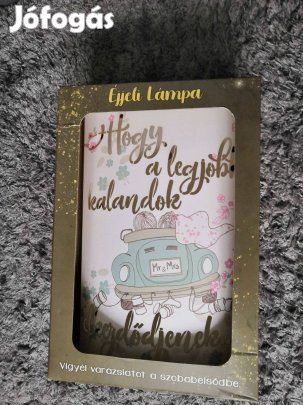 Jófogás
Éjjeli Lámpa
Hogy
a legjobb
kalandok
Mr & Mrs
kezdődjenek
Vigyél varázslatot a szobabelsődbe.